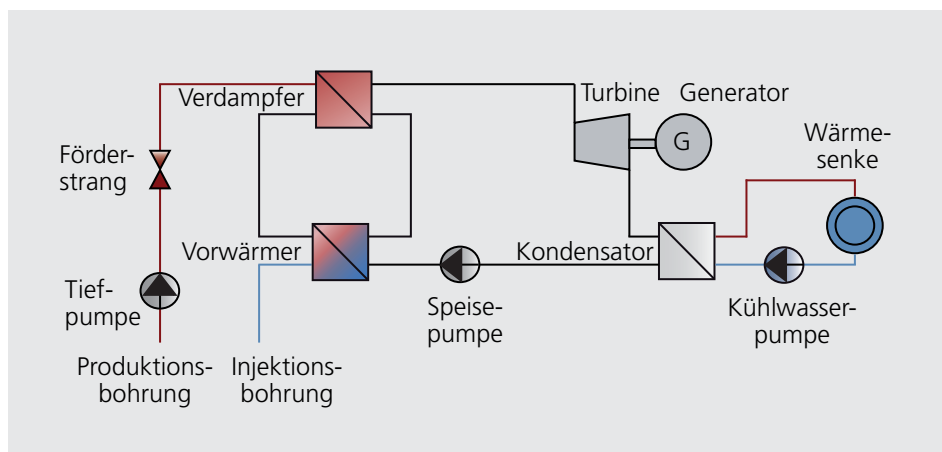 Verdampfer
Turbine
Generator
G
Wärme-
senke
Förder-
strang
Vorwärmer
Kondensator
Tief-
pumpe
Speise-
pumpe
Kühlwasser-
pumpe
Produktions-
bohrung
Injektions-
bohrung